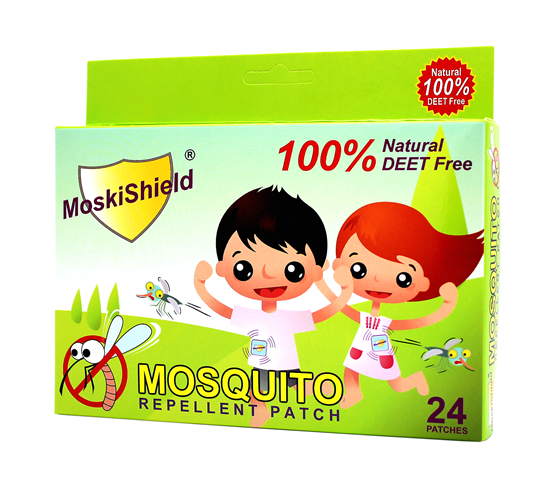 Natural
100%
DEET Free
100% Natural
DEET Free
MoskiShield®
MOSQUITO
REPELLENT PATCH
24
PATCHES
MOSQUITO